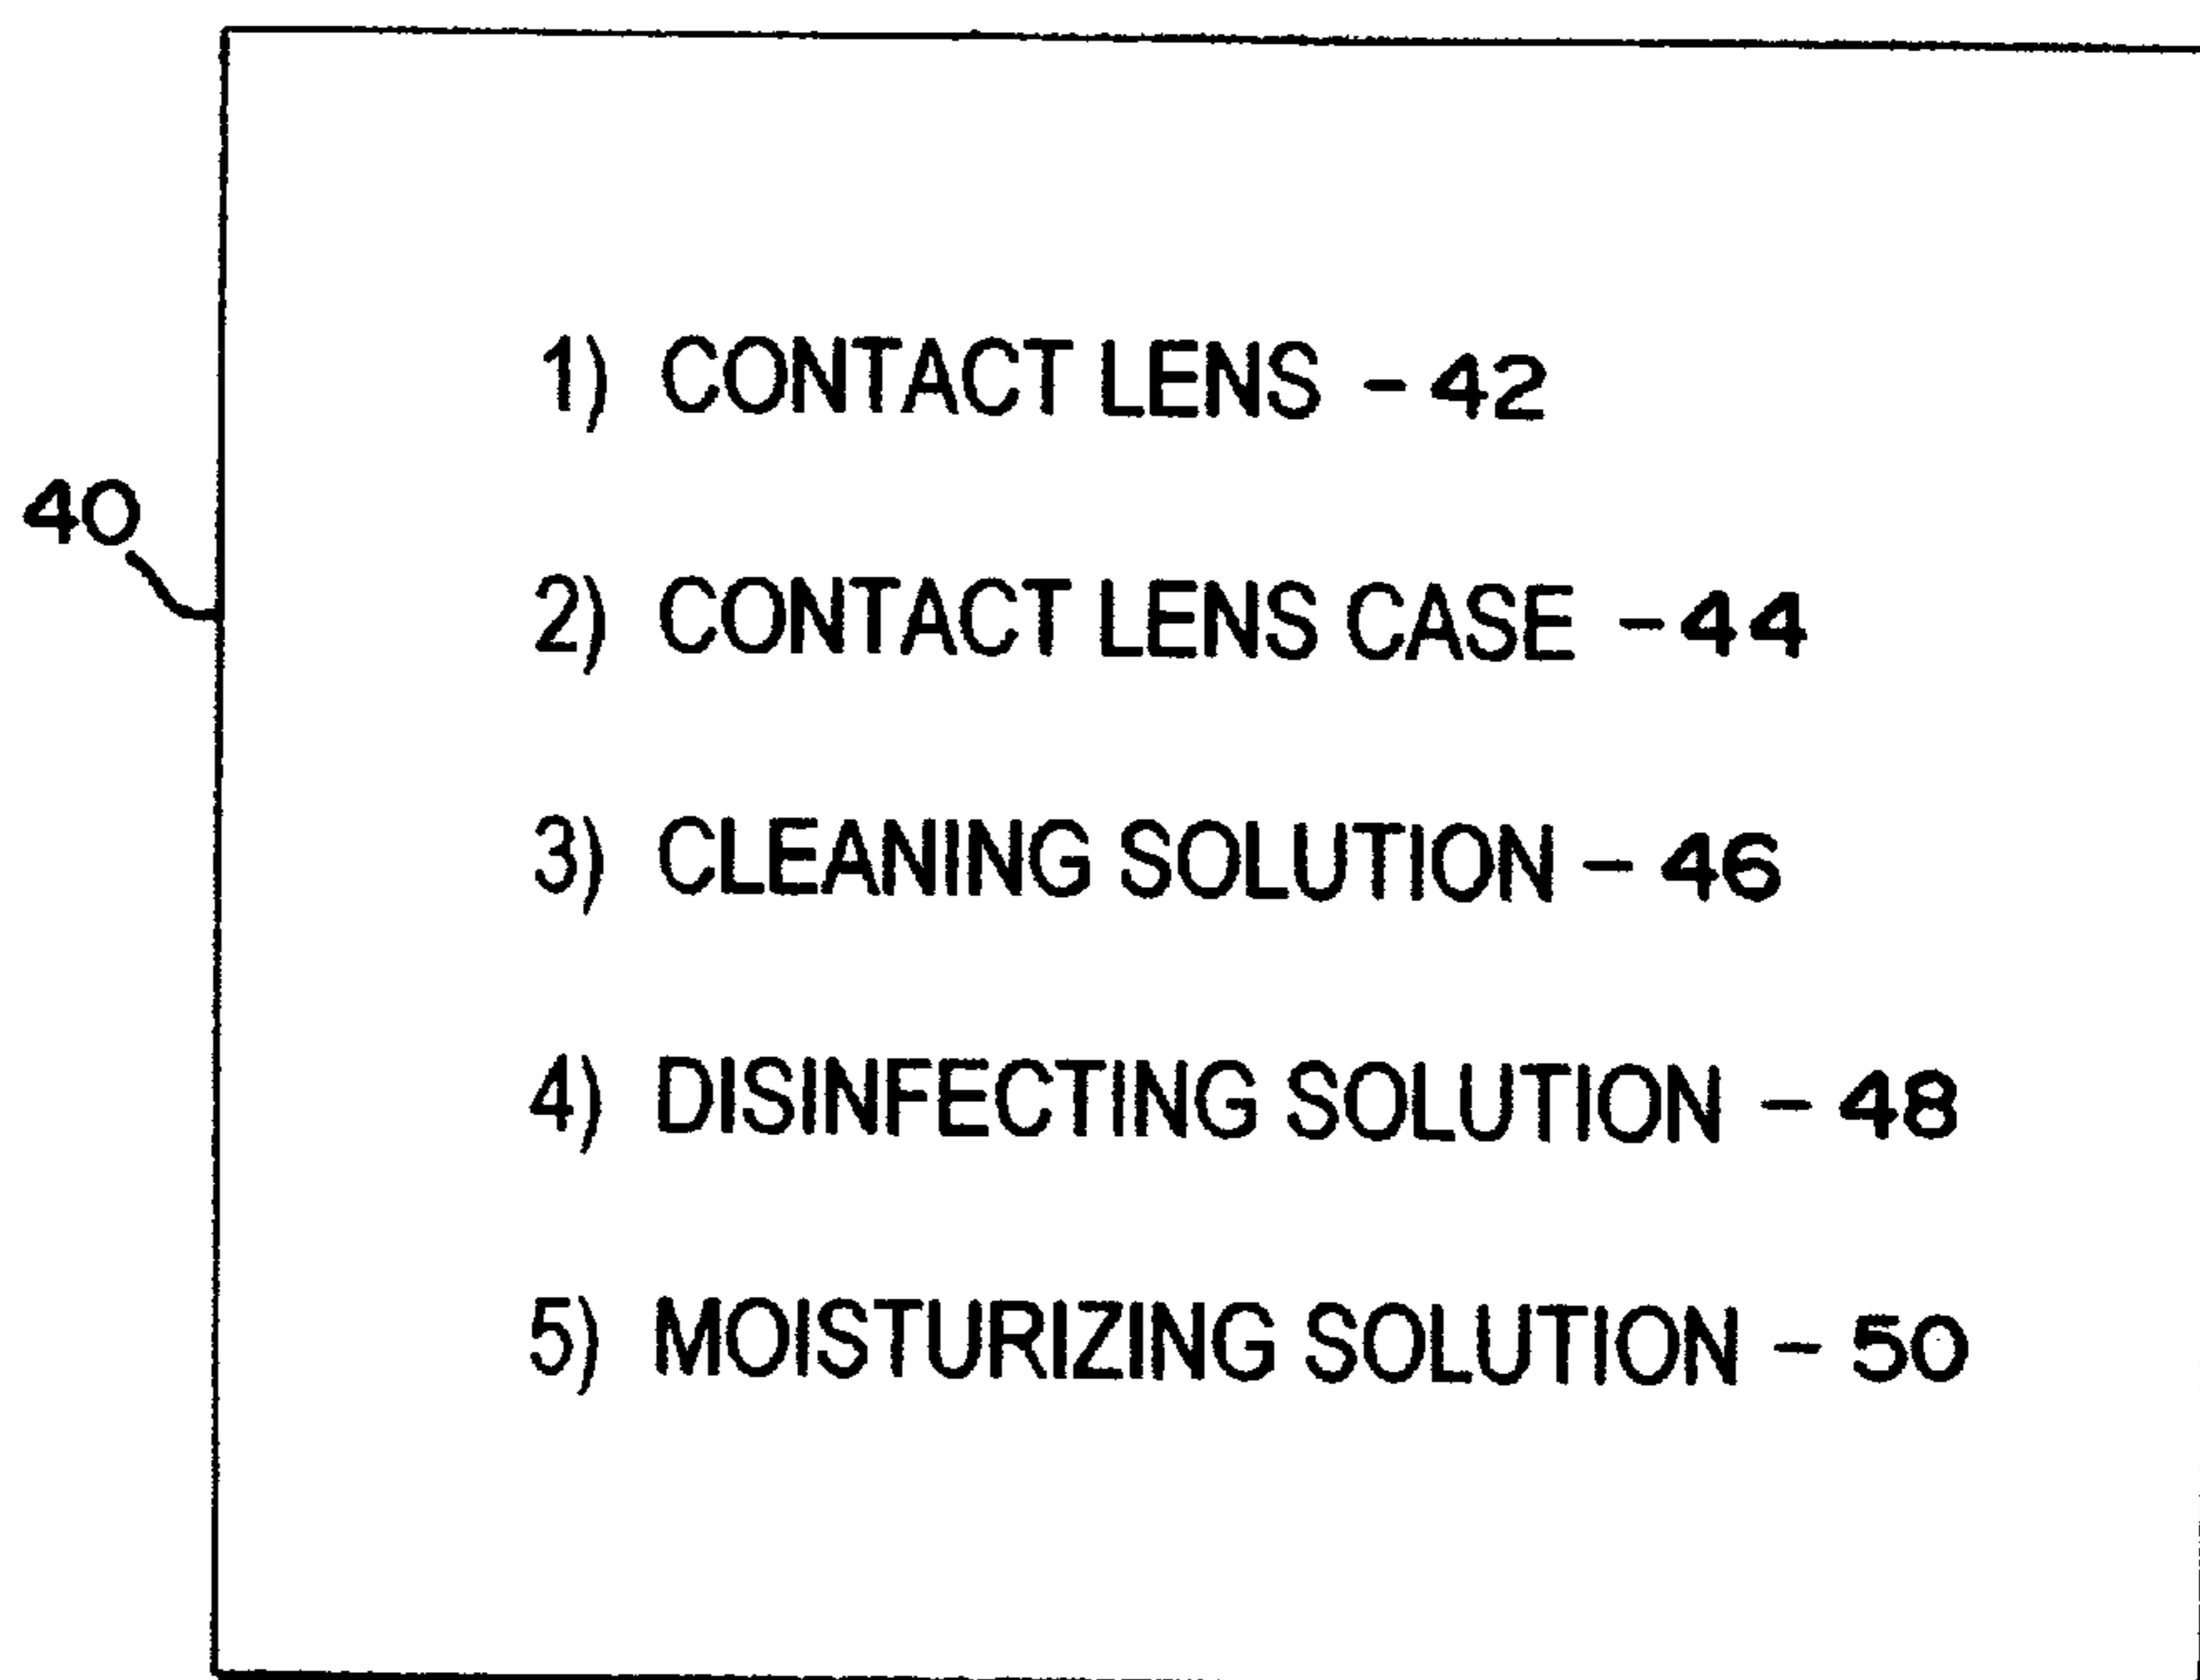 1) CONTACT LENS - 42
40
2) CONTACT LENS CASE - 44
3) CLEANING SOLUTION - 46
4) DISINFECTING SOLUTION - 48
5) MOISTURIZING SOLUTION - 50